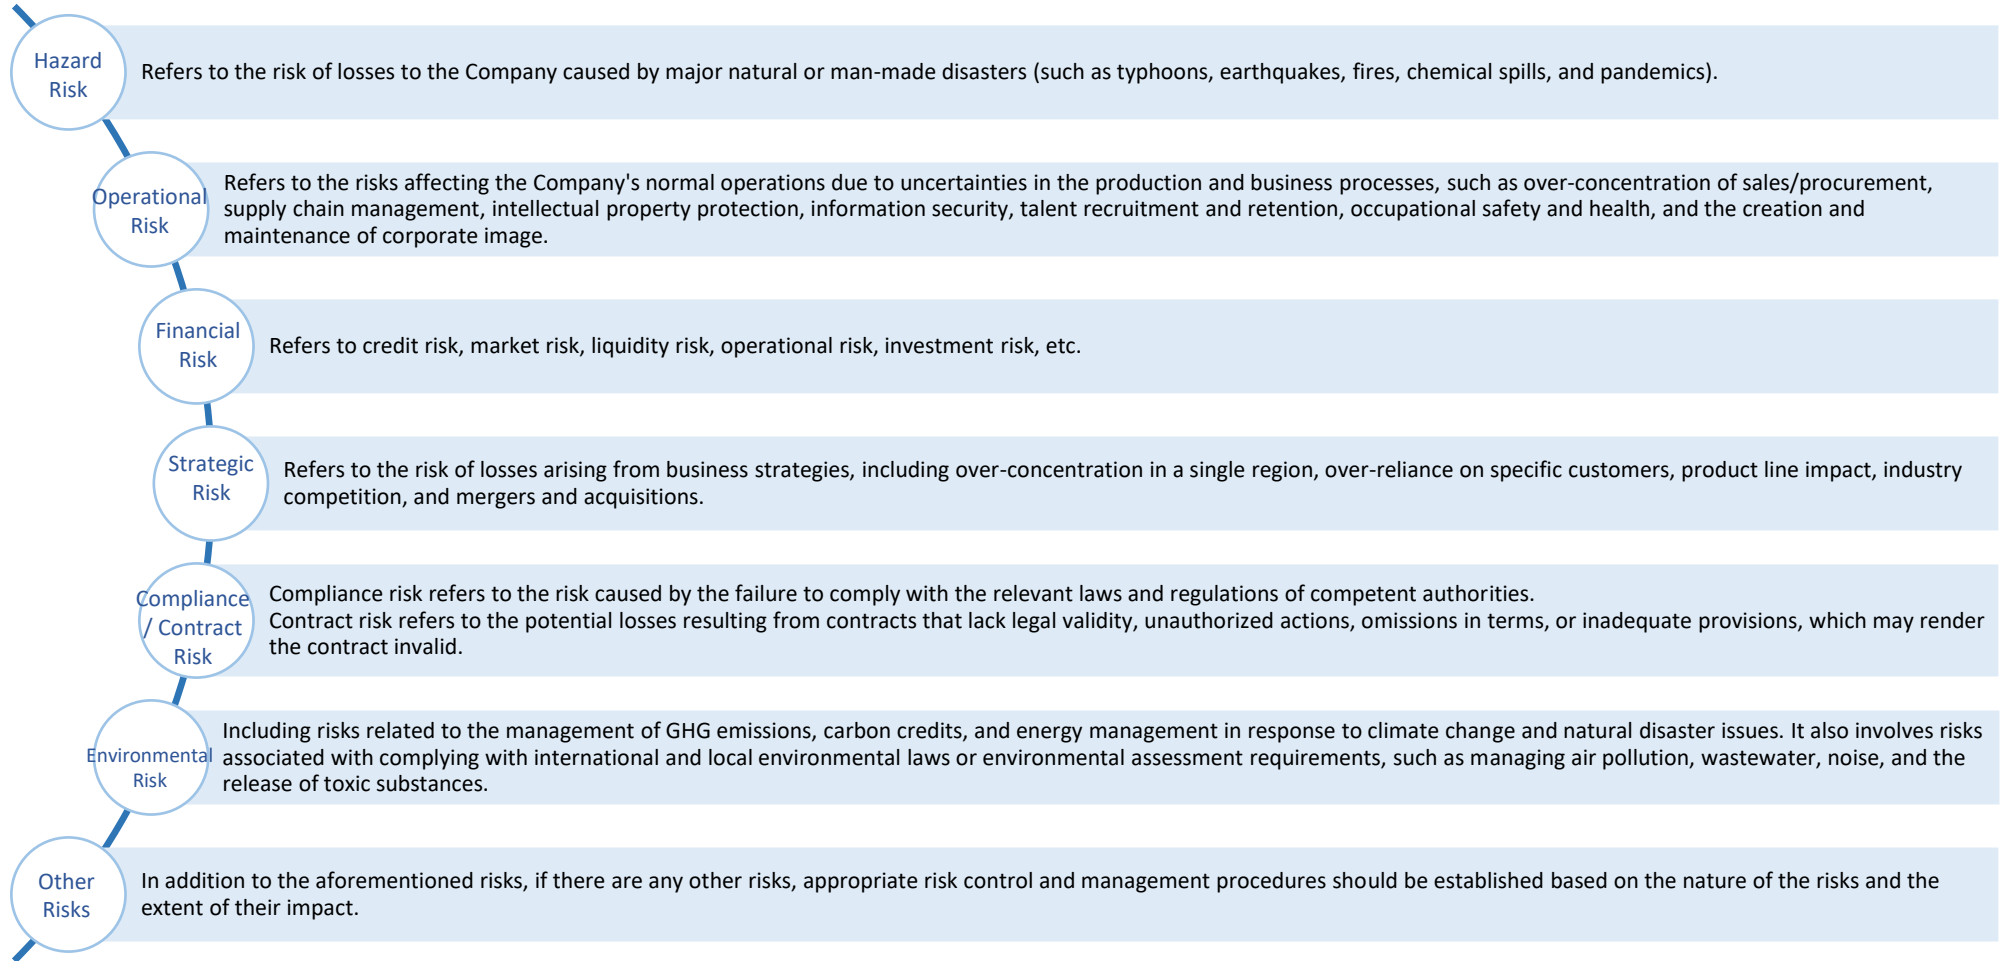 Hazard
Risk
Refers to the risk of losses to the Company caused by major natural or man-made disasters (such as typhoons, earthquakes, fires, chemical spills, and pandemics).
Operational
Risk
Refers to the risks affecting the Company's normal operations due to uncertainties in the production and business processes, such as over-concentration of sales/procurement,
supply chain management, intellectual property protection, information security, talent recruitment and retention, occupational safety and health, and the creation and
maintenance of corporate image.
Financial
Risk
Refers to credit risk, market risk, liquidity risk, operational risk, investment risk, etc.
Strategic
Risk
Refers to the risk of losses arising from business strategies, including over-concentration in a single region, over-reliance on specific customers, product line impact, industry
competition, and mergers and acquisitions.
Compliance
/ Contract
Risk
Compliance risk refers to the risk caused by the failure to comply with the relevant laws and regulations of competent authorities.
Contract risk refers to the potential losses resulting from contracts that lack legal validity, unauthorized actions, omissions in terms, or inadequate provisions, which may render
the contract invalid.
Environmental
Risk
Including risks related to the management of GHG emissions, carbon credits, and energy management in response to climate change and natural disaster issues. It also involves risks
associated with complying with international and local environmental laws or environmental assessment requirements, such as managing air pollution, wastewater, noise, and the
release of toxic substances.
Other
Risks
In addition to the aforementioned risks, if there are any other risks, appropriate risk control and management procedures should be established based on the nature of the risks and the
extent of their impact.